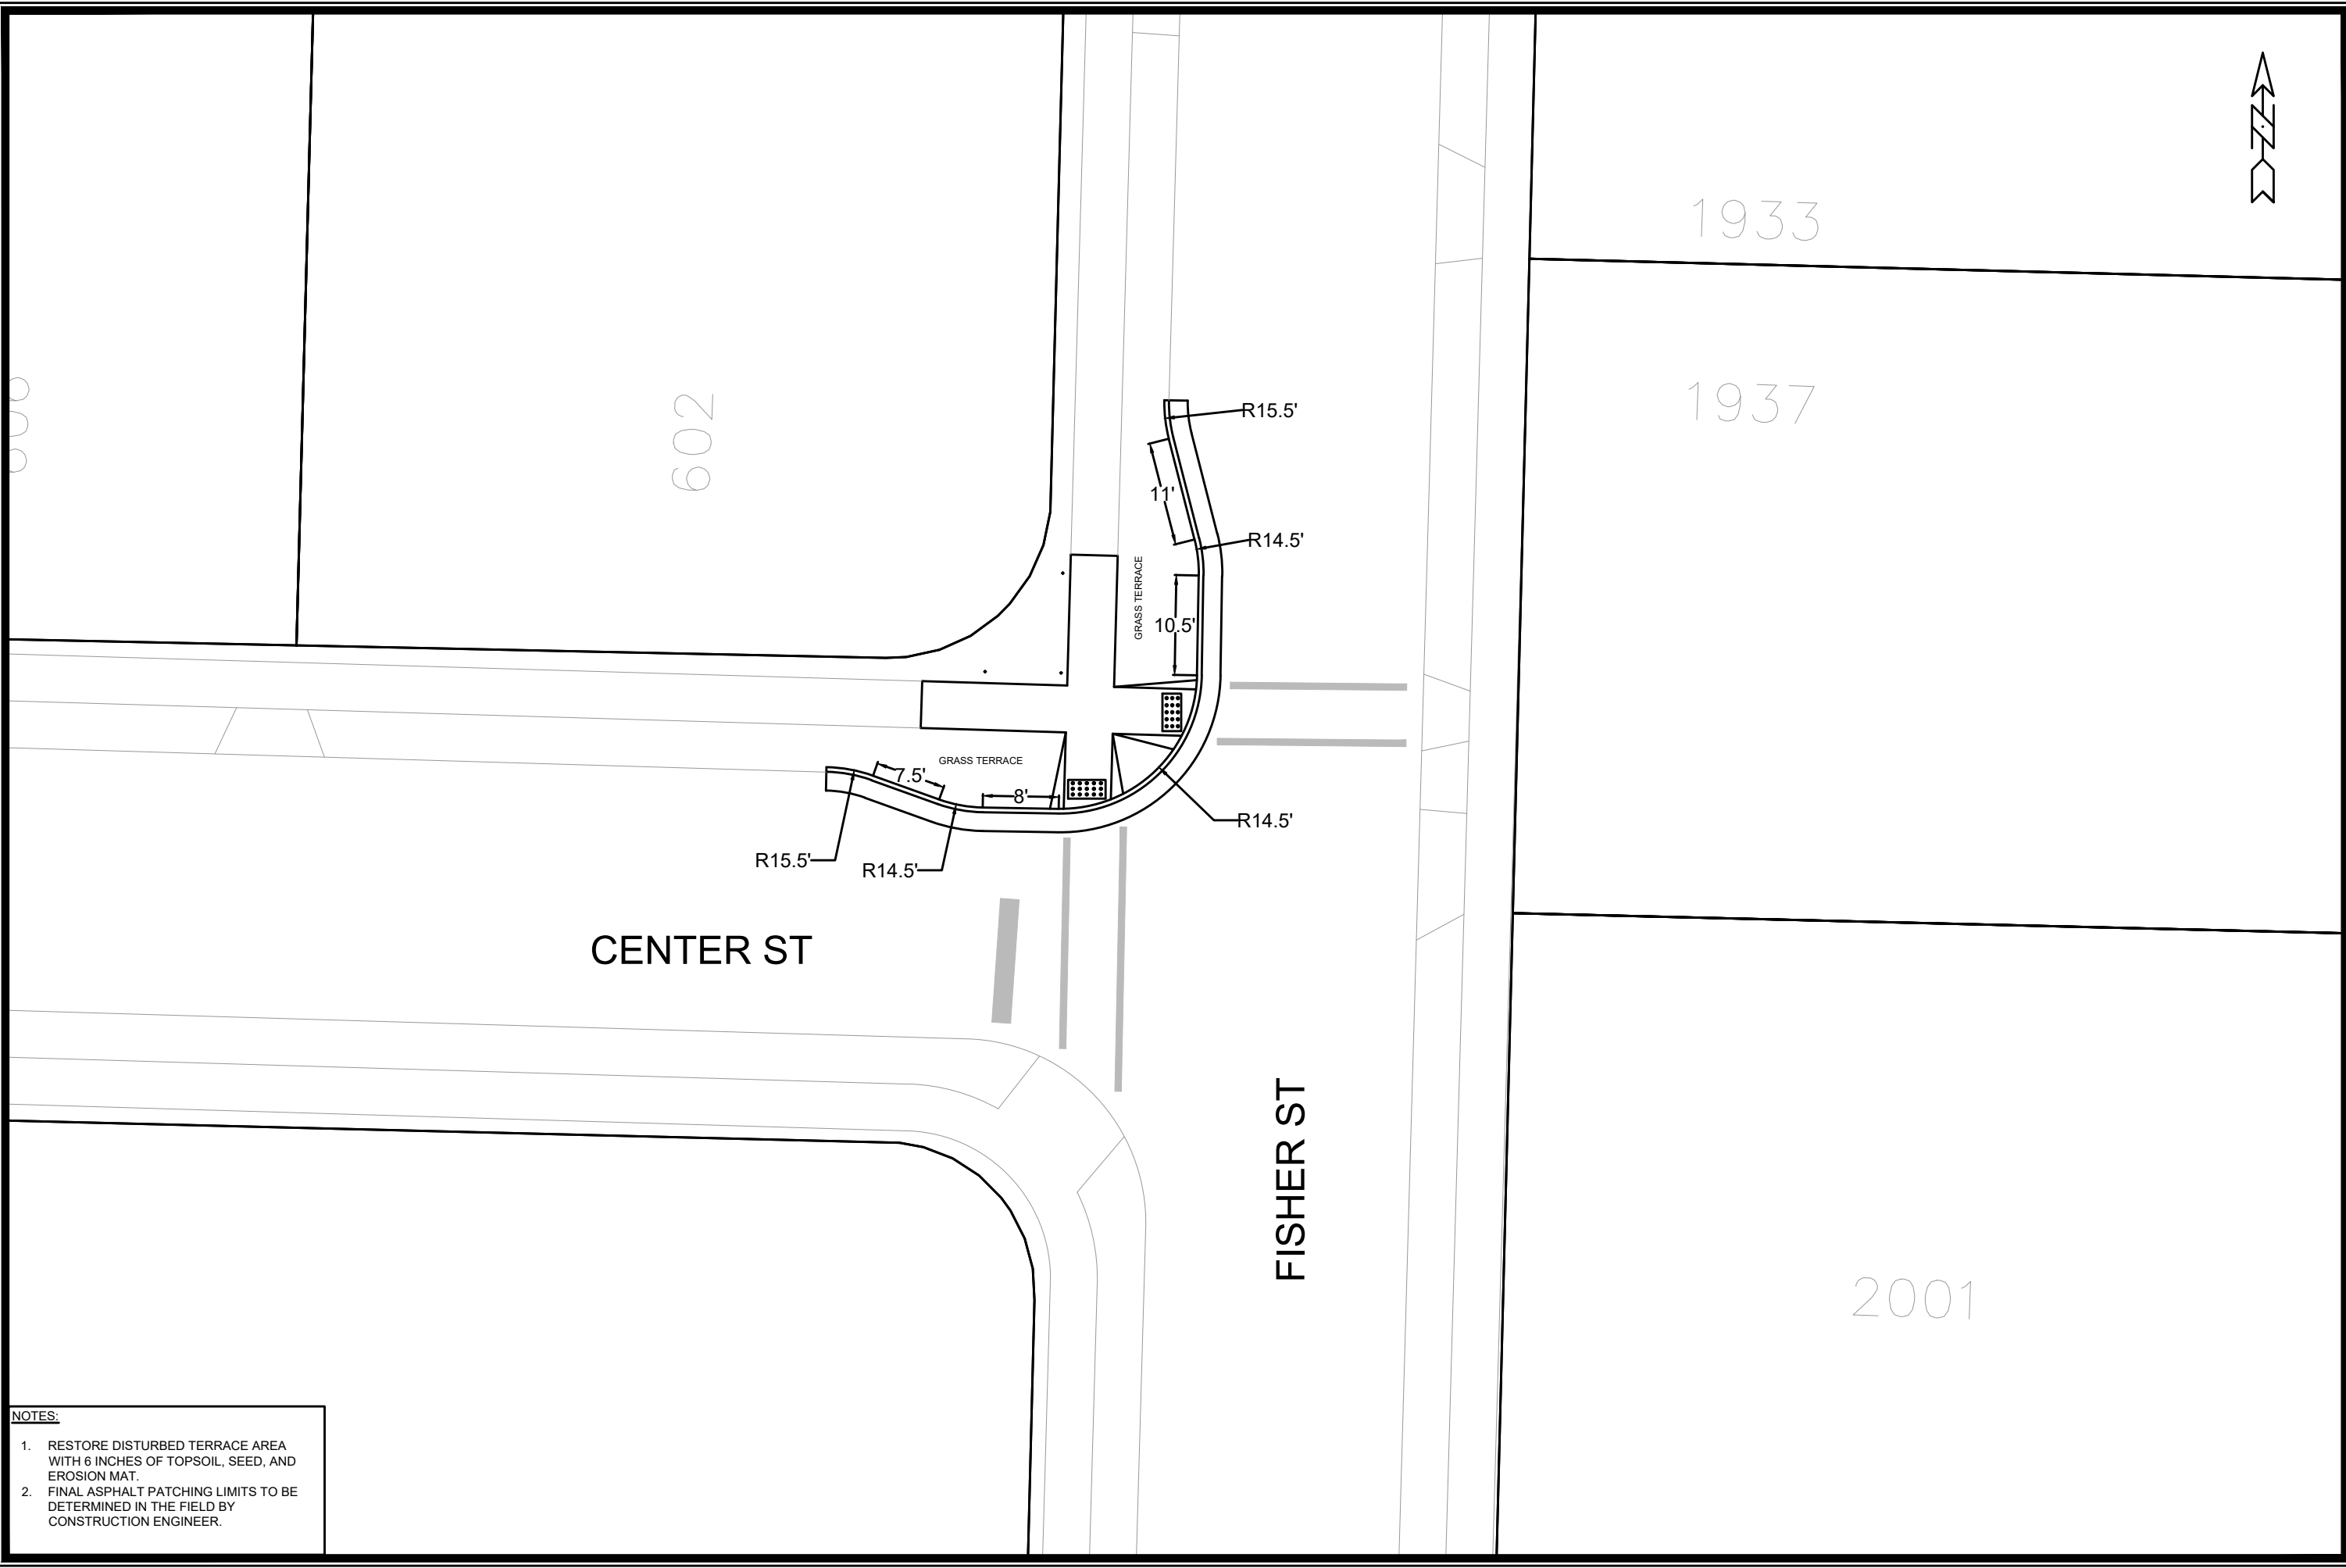 1933
1937
602
R15.5'
11'
R14.5'
GRASS TERRACE
10.5'
GRASS TERRACE
7.5'
8'
R14.5'
R15.5'
R14.5'
CENTER ST
FISHER ST
2001
N
NOTES:
1. RESTORE DISTURBED TERRACE AREA
WITH 6 INCHES OF TOPSOIL, SEED, AND
EROSION MAT.
2. FINAL ASPHALT PATCHING LIMITS TO BE
DETERMINED IN THE FIELD BY
CONSTRUCTION ENGINEER.